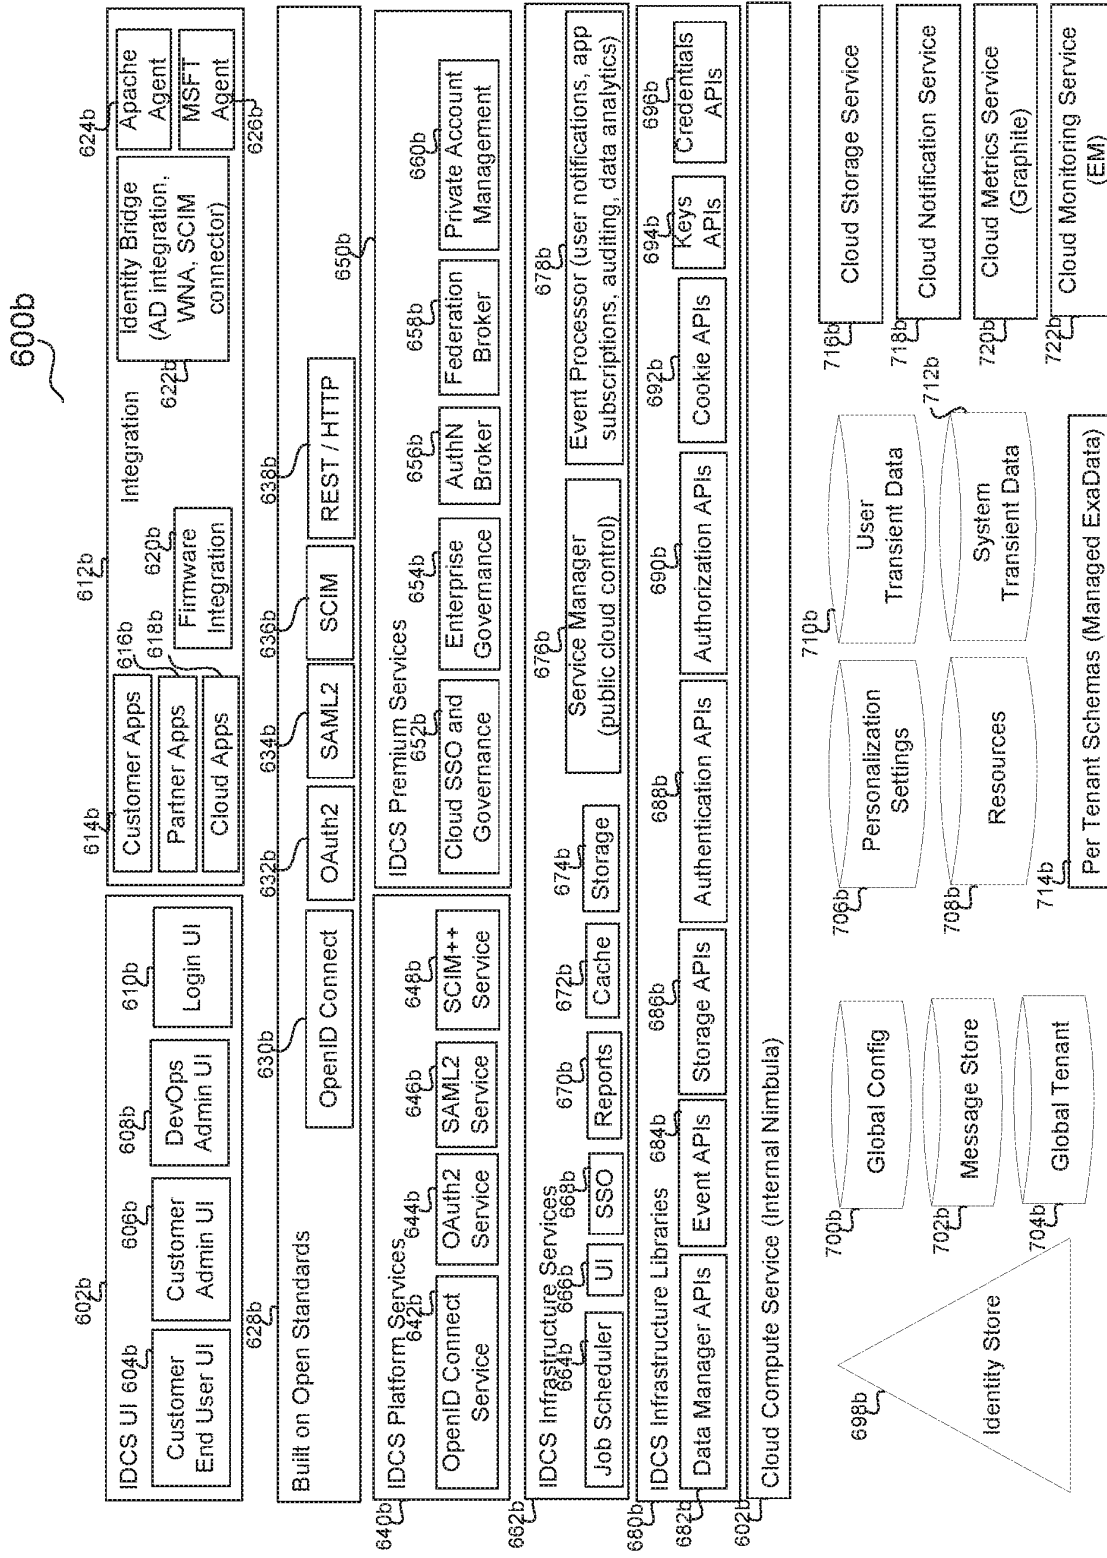 600b
602b
612b
IDCS UI
604b
606b
608b
610b
Customer
End User UI
Customer
Admin UI
DevOps
Admin UI
Login UI
614b
616b
618b
620b
Customer Apps
Partner Apps
Cloud Apps
Firmware
Integration
Integration
622b
Identity Bridge
(AD integration,
WNA, SCIM
connector)
624b
Apache
Agent
MSFT
Agent
626b
628b
Built on Open Standards
630b
632b
634b
636b
638b
OpenID Connect
OAuth2
SAML2
SCIM
REST / HTTP
640b
IDCS Platform Services
642b
644b
646b
648b
OpenID Connect
Service
OAuth2
Service
SAML2
Service
SCIM++
Service
650b
IDCS Premium Services
652b
654b
656b
658b
660b
Cloud SSO and
Governance
Enterprise
Governance
AuthN
Broker
Federation
Broker
Private Account
Management
662b
IDCS Infrastructure Services
664b
666b
668b
670b
672b
674b
676b
678b
Job Scheduler
UI
SSO
Reports
Cache
Storage
Service Manager
(public cloud control)
Event Processor (user notifications, app
subscriptions, auditing, data analytics)
680b
IDCS Infrastructure Libraries
682b
684b
686b
688b
690b
692b
694b
696b
Data Manager APIs
Event APIs
Storage APIs
Authentication APIs
Authorization APIs
Cookie APIs
Keys
APIs
Credentials
APIs
602b
Cloud Compute Service (Internal Nimbula)
698b
Identity Store
700b
Global Config
702b
Message Store
704b
Global Tenant
706b
Personalization
Settings
708b
Resources
710b
User
Transient Data
712b
System
Transient Data
714b
Per Tenant Schemas (Managed ExaData)
716b
Cloud Storage Service
718b
Cloud Notification Service
720b
Cloud Metrics Service
(Graphite)
722b
Cloud Monitoring Service
(EM)